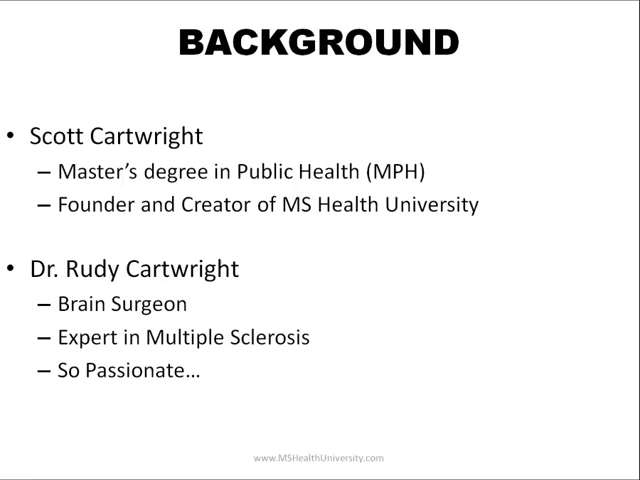 BACKGROUND
• Scott Cartwright
– Master’s degree in Public Health (MPH)
– Founder and Creator of MS Health University
• Dr. Rudy Cartwright
– Brain Surgeon
– Expert in Multiple Sclerosis
– So Passionate…
www.MSHealthUniversity.com